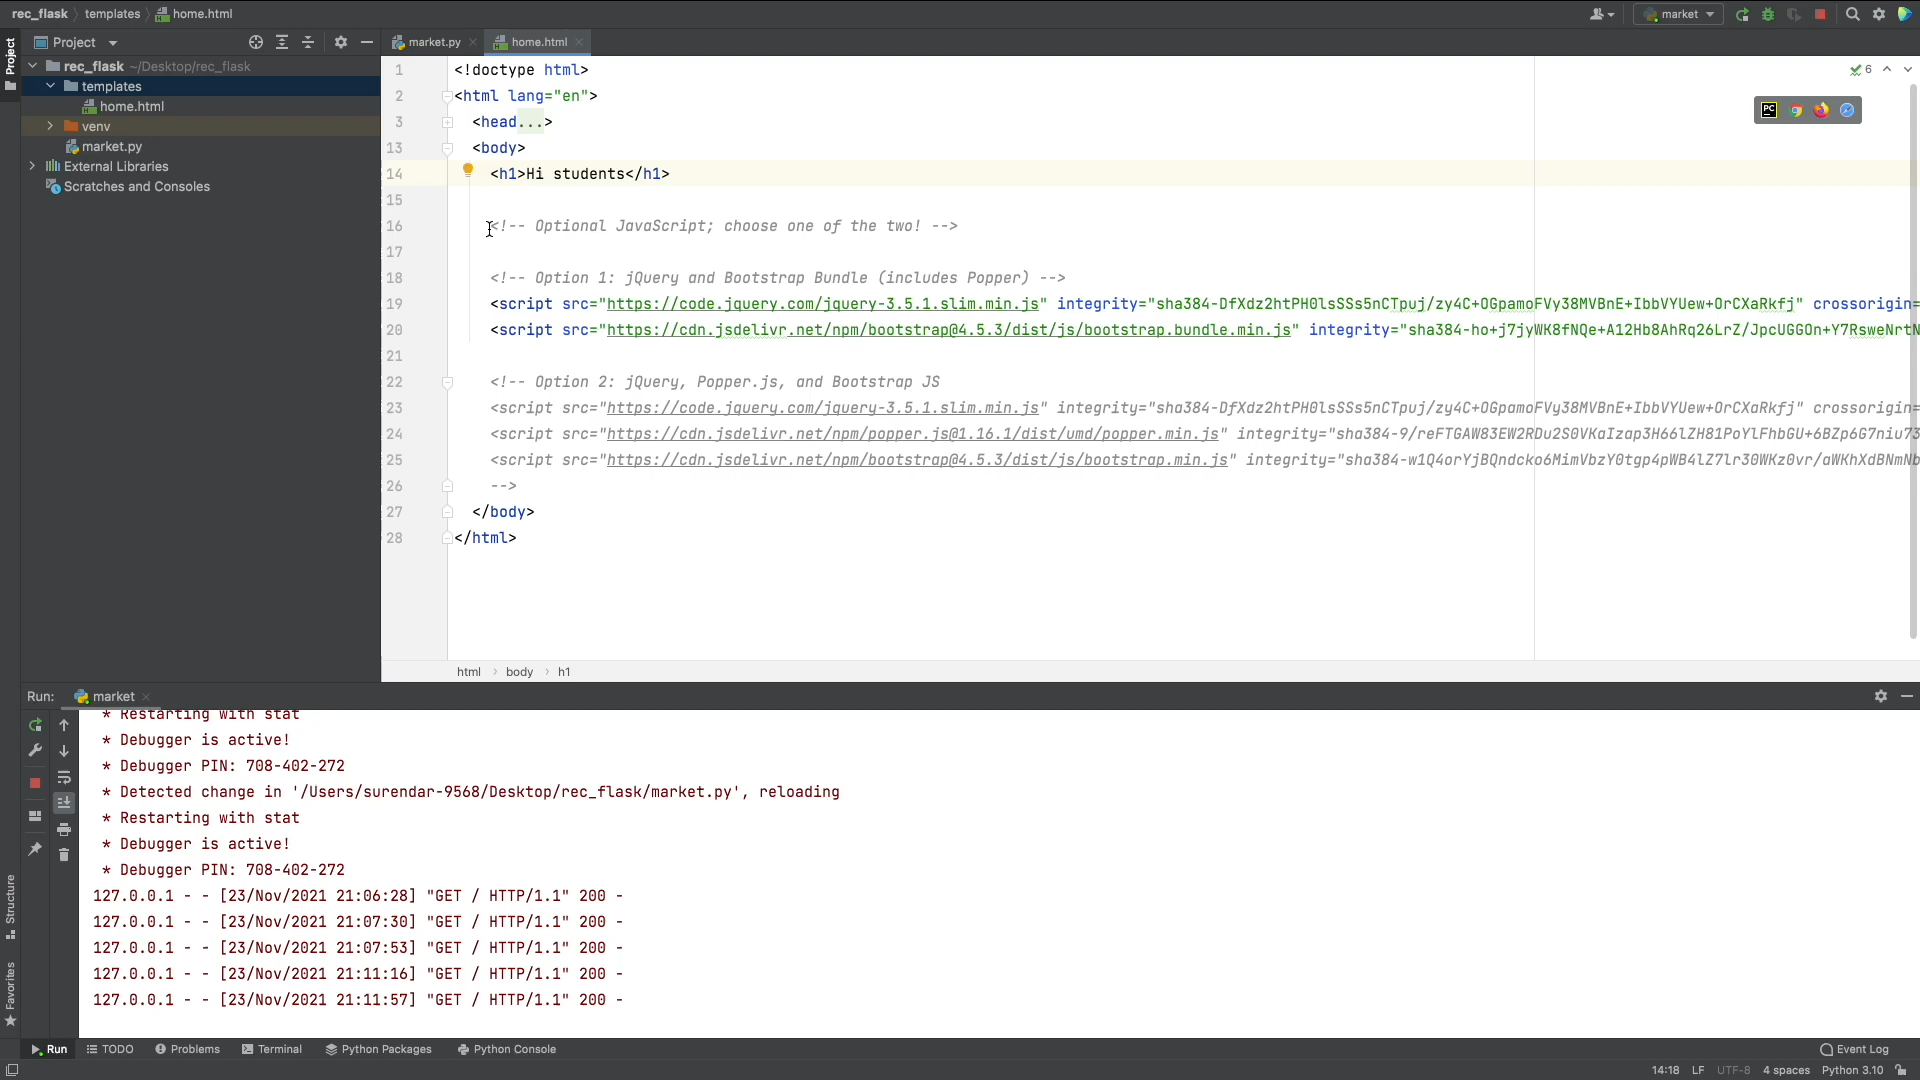 rec_flask templates home.html
market
Project
Project
market.py
home.html
rec_flask ~/Desktop/rec_flask
templates
home.html
venv
market.py
External Libraries
Scratches and Consoles
1 <!doctype html>
2 <html lang="en">
3 <head...>
13 <body>
14 <h1>Hi students</h1>
15
16 <!-- Optional JavaScript; choose one of the two! -->
17
18 <!-- Option 1: jQuery and Bootstrap Bundle (includes Popper) -->
19 <script src="https://code.jquery.com/jquery-3.5.1.slim.min.js" integrity="sha384-DfXdz2htPH0lsSSs5nCTpuj/zy4C+OGpamoFVy38MVBnE+IbbVYUew+OrCXaRkfj" crossorigin=
20 <script src="https://cdn.jsdelivr.net/npm/bootstrap@4.5.3/dist/js/bootstrap.bundle.min.js" integrity="sha384-ho+j7jyWK8fNQe+A12Hb8AhRq26LrZ/JpcUGGOn+Y7RsweNrtN
21
22 <!-- Option 2: jQuery, Popper.js, and Bootstrap JS
23 <script src="https://code.jquery.com/jquery-3.5.1.slim.min.js" integrity="sha384-DfXdz2htPH0lsSSs5nCTpuj/zy4C+OGpamoFVy38MVBnE+IbbVYUew+OrCXaRkfj" crossorigin=
24 <script src="https://cdn.jsdelivr.net/npm/popper.js@1.16.1/dist/umd/popper.min.js" integrity="sha384-9/reFTGAW83EW2RDu2S0VKaIzap3H66lZH81PoYlFhbGU+6BZp6G7niu73
25 <script src="https://cdn.jsdelivr.net/npm/bootstrap@4.5.3/dist/js/bootstrap.min.js" integrity="sha384-w1Q4orYjBQndcko6MimVbzY0tgp4pWB4lZ7lr30WKz0vr/aWKhXdBNmNb
26 -->
27 </body>
28 </html>
6
PC
html body h1
Run: market
* Restarting with stat
* Debugger is active!
* Debugger PIN: 708-402-272
* Detected change in '/Users/surendar-9568/Desktop/rec_flask/market.py', reloading
* Restarting with stat
* Debugger is active!
* Debugger PIN: 708-402-272
127.0.0.1 - - [23/Nov/2021 21:06:28] "GET / HTTP/1.1" 200 -
127.0.0.1 - - [23/Nov/2021 21:07:30] "GET / HTTP/1.1" 200 -
127.0.0.1 - - [23/Nov/2021 21:07:53] "GET / HTTP/1.1" 200 -
127.0.0.1 - - [23/Nov/2021 21:11:16] "GET / HTTP/1.1" 200 -
127.0.0.1 - - [23/Nov/2021 21:11:57] "GET / HTTP/1.1" 200 -
Structure
Favorites
Run TODO Problems Terminal Python Packages Python Console Event Log
14:18 LF UTF-8 4 spaces Python 3.10